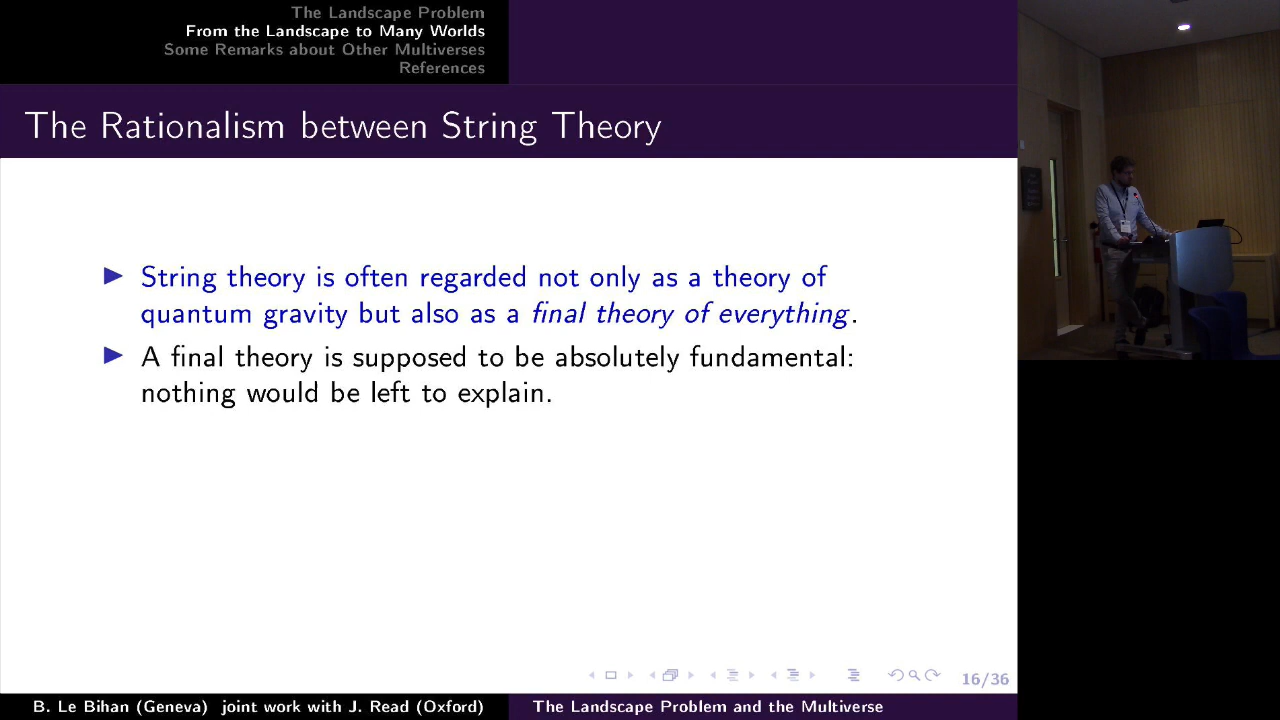 The Landscape Problem
From the Landscape to Many Worlds
Some Remarks about Other Multiverses
References
The Rationalism between String Theory
String theory is often regarded not only as a theory of
quantum gravity but also as a final theory of everything.
A final theory is supposed to be absolutely fundamental:
nothing would be left to explain.
16/36
B. Le Bihan (Geneva) joint work with J. Read (Oxford)
The Landscape Problem and the Multiverse